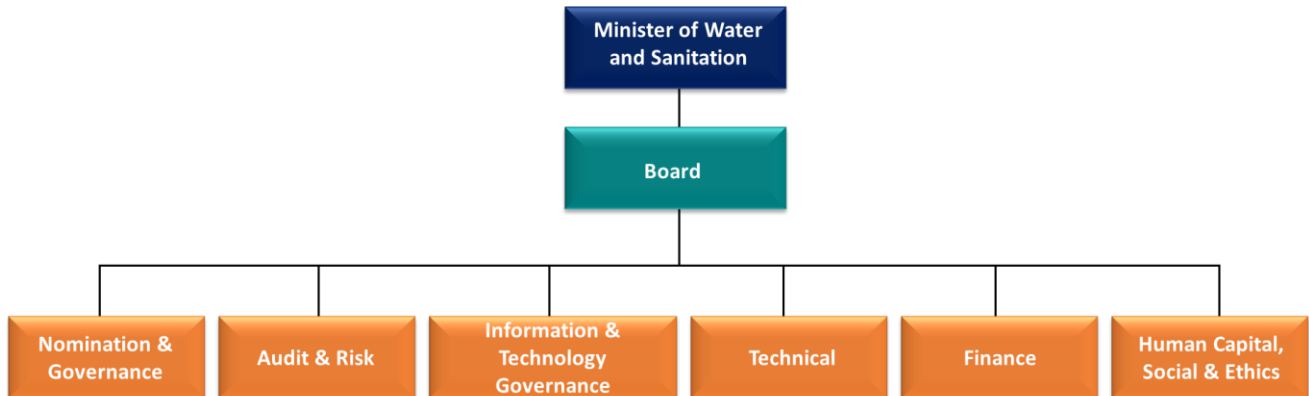 Minister of Water
and Sanitation
Board
Nomination &
Governance
Audit & Risk
Information &
Technology
Governance
Technical
Finance
Human Capital,
Social & Ethics